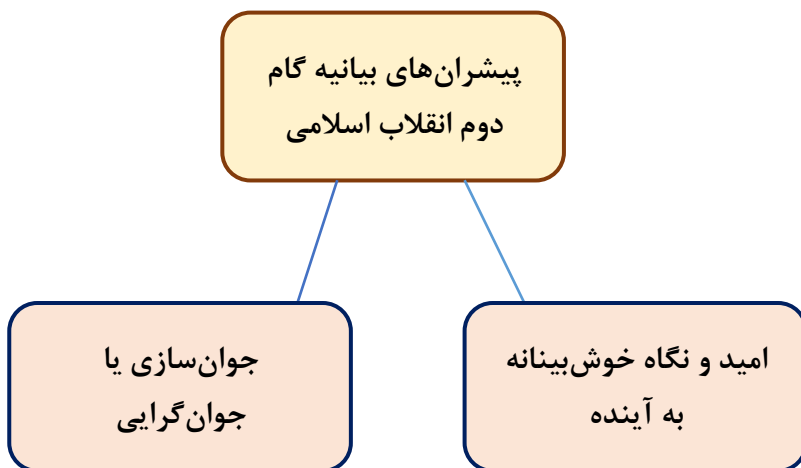 پیشران‌های بیانیه گام
دوم انقلاب اسلامی
امید و نگاه خوش‌بینانه
به آینده
جوان‌سازی یا
جوان‌گرایی